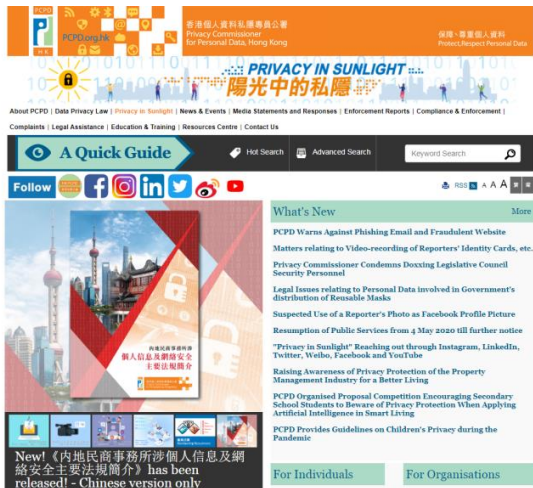 PCPD
PCPD.org.hk
H K
香港個人資料私隱專員公署
Privacy Commissioner
for Personal Data, Hong Kong
保障、尊重個人資料
Protect, Respect Personal Data
PRIVACY IN SUNLIGHT
陽光中的私隱
About PCPD | Data Privacy Law | Privacy in Sunlight | News & Events | Media Statements and Responses | Enforcement Reports | Compliance & Enforcement |
Complaints | Legal Assistance | Education & Training | Resources Centre | Contact Us
A Quick Guide
Hot Search
Advanced Search
Keyword Search
Follow
RSS
A A A
What's New
More
PCPD Warns Against Phishing Email and Fraudulent Website
Matters relating to Video-recording of Reporters' Identity Cards, etc.
Privacy Commissioner Condemns Doxxing Legislative Council
Security Personnel
Legal Issues relating to Personal Data involved in Government's
distribution of Reusable Masks
Suspected Use of a Reporter's Photo as Facebook Profile Picture
Resumption of Public Services from 4 May 2020 till further notice
"Privacy in Sunlight" Reaching out through Instagram, LinkedIn,
Twitter, Weibo, Facebook and YouTube
Raising Awareness of Privacy Protection of the Property
Management Industry for a Better Living
PCPD Organised Proposal Competition Encouraging Secondary
School Students to Beware of Privacy Protection When Applying
Artificial Intelligence in Smart Living
PCPD Provides Guidelines on Children's Privacy during the
Pandemic
內地民商事務所涉
個人信息及網絡安全
主要法規簡介
New!《內地民商事務所涉個人信息及網
絡安全主要法規簡介》has been
released! - Chinese version only
For Individuals
For Organisations